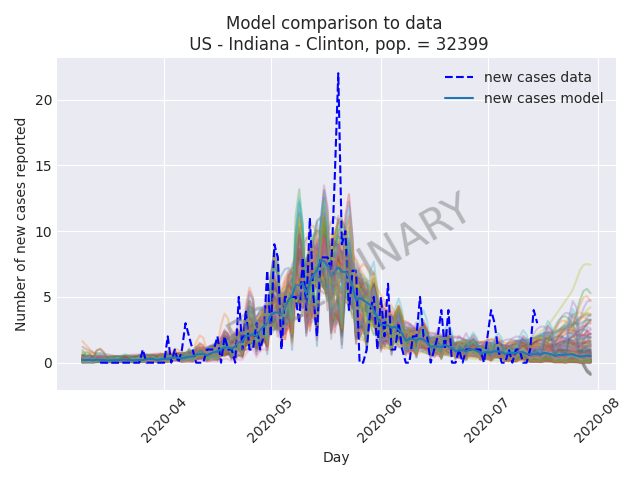 Model comparison to data
US - Indiana - Clinton, pop. = 32399
new cases data
new cases model
Number of new cases reported
20
15
10
5
0
2020-04
2020-05
2020-06
2020-07
2020-08
Day